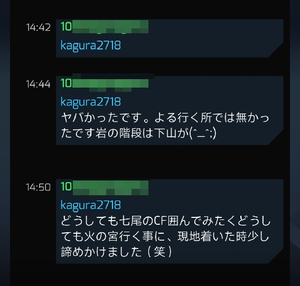 14:42
10
kagura2718
14:44
10
kagura2718
ヤバかったです。よる行く所では無かっ
たです岩の階段は下山が(^_^;)
14:50
10
kagura2718
どうしても七尾のCF囲んでみたくどうし
ても火の宮行く事に、現地着いた時少し
諦めかけました（笑）